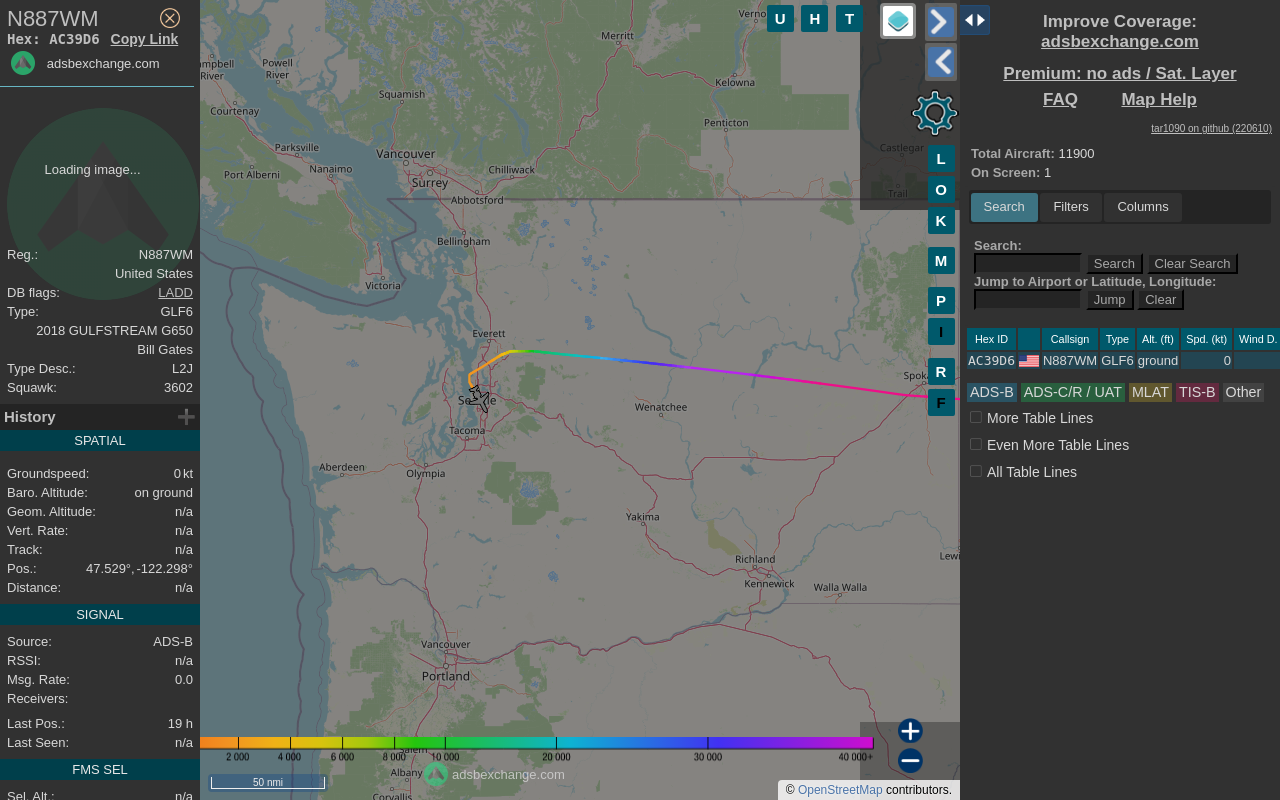 N887WM
Hex: AC39D6 Copy Link
adsbexchange.com
Loading image...
Reg.: N887WM
United States
DB flags: LADD
Type: GLF6
2018 GULFSTREAM G650
Bill Gates
Type Desc.: L2J
Squawk: 3602
History
SPATIAL
Groundspeed: 0 kt
Baro. Altitude: on ground
Geom. Altitude: n/a
Vert. Rate: n/a
Track: n/a
Pos.: 47.529°, -122.298°
Distance: n/a
SIGNAL
Source: ADS-B
RSSI: n/a
Msg. Rate: 0.0
Receivers:
Last Pos.: 19 h
Last Seen: n/a
FMS SEL
Sel. Alt.: n/a
U H T
Merritt
Powell
River
River
Squamish
Kelowna
Courtenay
Penticton
Parksville
Vancouver
Castlegar
Port Alberni
Nanaimo
Chilliwack
Surrey
Trail
Abbotsford
Bellingham
Victoria
Everett
Wenatchee
Tacoma
Aberdeen
Olympia
Yakima
Richland
Kennewick
Walla Walla
Vancouver
Portland
Albany
Corvallis
L
O
K
M
P
I
R
F
2 000 4 000 6 000 8 000 10 000 20 000 30 000 40 000+
adsbexchange.com
50 nmi
© OpenStreetMap contributors.
Improve Coverage:
adsbexchange.com
Premium: no ads / Sat. Layer
FAQ Map Help
tar1090 on github (220610)
Total Aircraft: 11900
On Screen: 1
Search Filters Columns
Search:
Search Clear Search
Jump to Airport or Latitude, Longitude:
Jump Clear
Hex ID Callsign Type Alt. (ft) Spd. (kt) Wind D.
AC39D6 N887WM GLF6 ground 0
ADS-B ADS-C/R / UAT MLAT TIS-B Other
More Table Lines
Even More Table Lines
All Table Lines